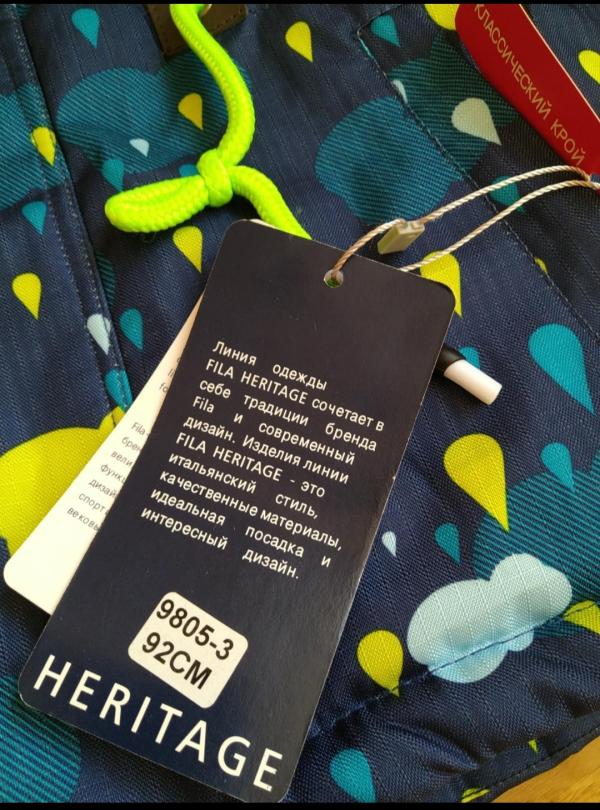 КЛАССИЧЕСКИЙ КРОЙ
Линия одежды
FILA HERITAGE сочетает в
себе традиции бренда
Fila и современный
дизайн. Изделия линии
FILA HERITAGE - это
итальянский стиль,
качественные материалы,
идеальная посадка и
интересный дизайн.
9805-3
92CM
HERITAGE
Fila